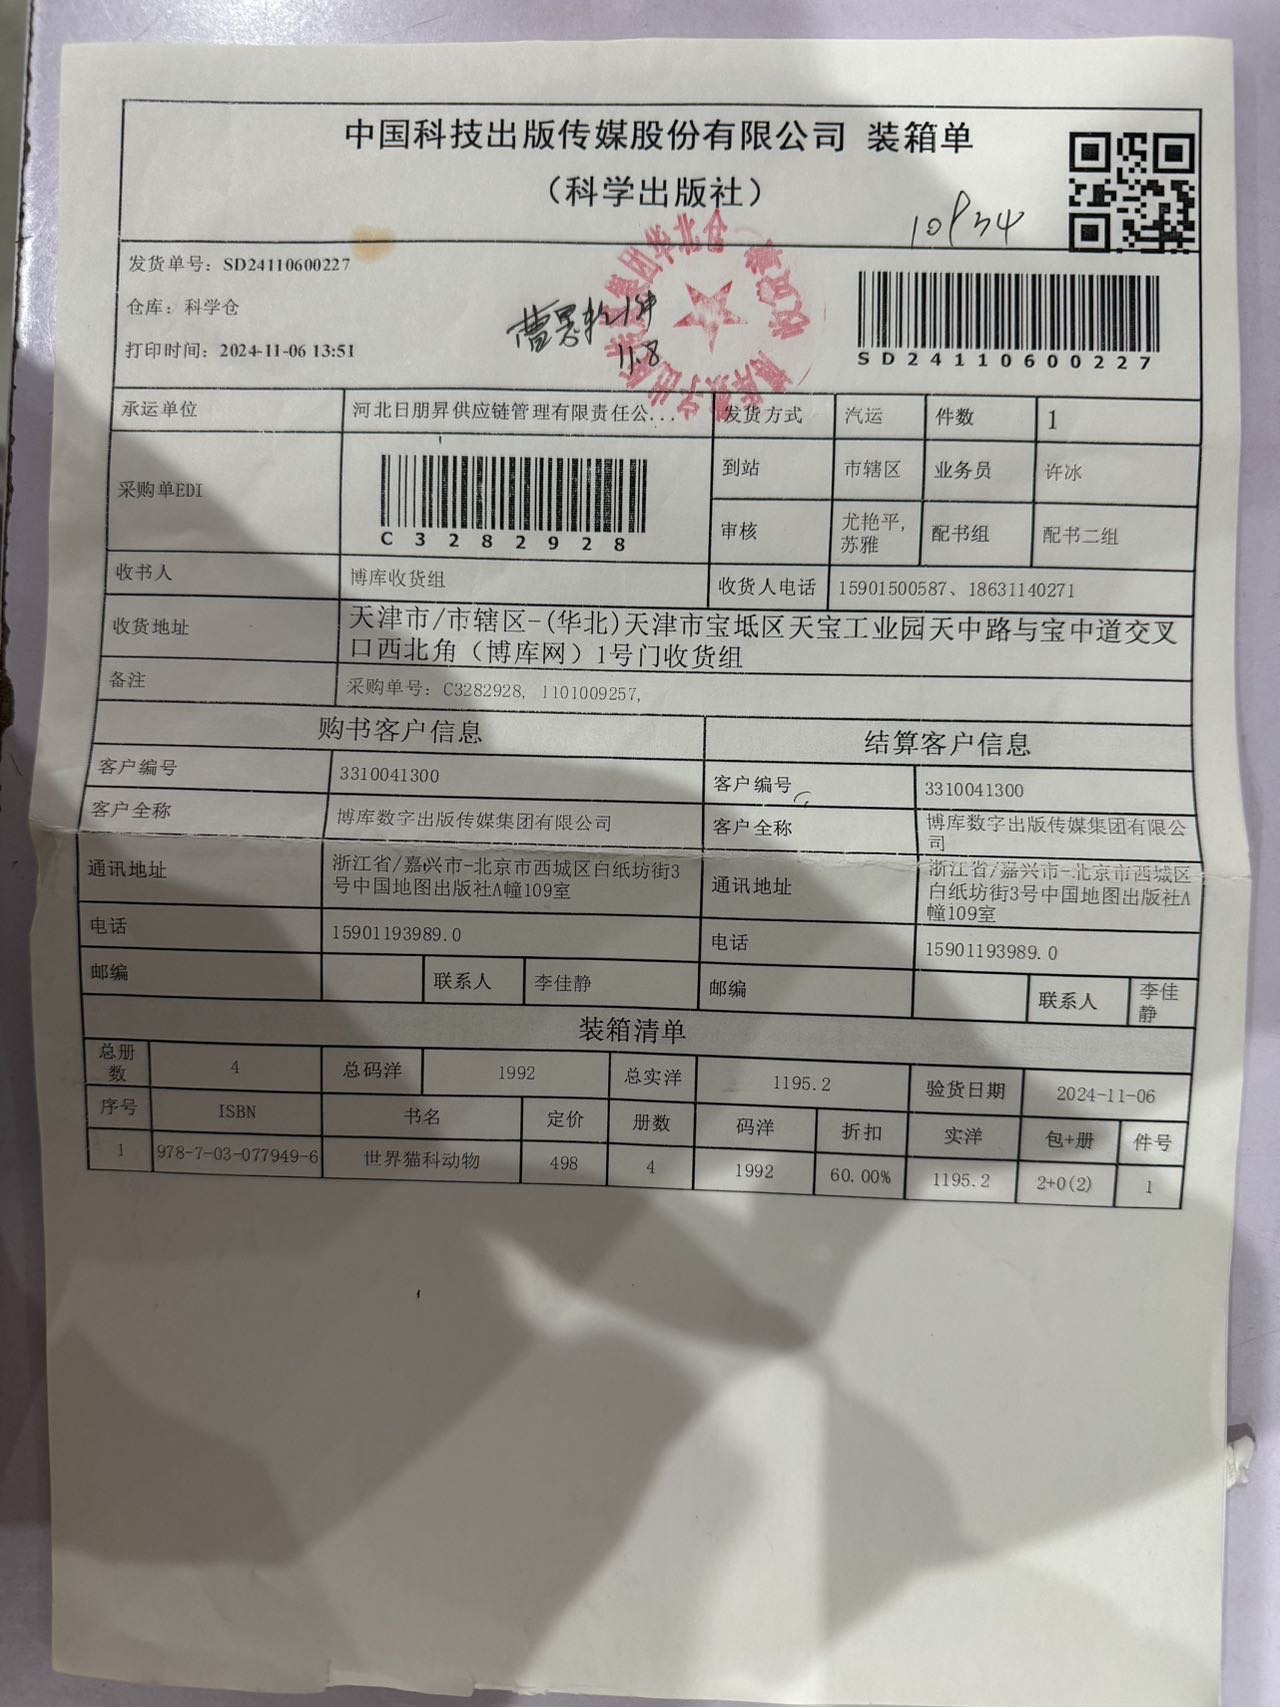 中国科技出版传媒股份有限公司 装箱单
（科学出版社）
10834
发货单号：SD24110600227
仓库：科学仓
打印时间：2024-11-06 13:51
11.8
SD24110600227
承运单位 河北日朋昇供应链管理有限责任公... 发货方式 汽运 件数 1
采购单EDI C3282928 到站 市辖区 业务员 许冰
审核 尤艳平,苏雅 配书组 配书二组
收书人 博库收货组 收货人电话 15901500587、18631140271
收货地址 天津市/市辖区-(华北)天津市宝坻区天宝工业园天中路与宝中道交叉
口西北角（博库网）1号门收货组
备注 采购单号：C3282928, 1101009257,
购书客户信息 结算客户信息
客户编号 3310041300 客户编号 3310041300
客户全称 博库数字出版传媒集团有限公司 客户全称 博库数字出版传媒集团有限公司
通讯地址 浙江省/嘉兴市-北京市西城区白纸坊街3号中国地图出版社A幢109室 通讯地址 浙江省/嘉兴市-北京市西城区白纸坊街3号中国地图出版社A幢109室
电话 15901193989.0 电话 15901193989.0
邮编 联系人 李佳静 邮编 联系人 李佳静
装箱清单
总册数 4 总码洋 1992 总实洋 1195.2 验货日期 2024-11-06
序号 ISBN 书名 定价 册数 码洋 折扣 实洋 包+册 件号
1 978-7-03-077949-6 世界猫科动物 498 4 1992 60.00% 1195.2 2+0(2) 1